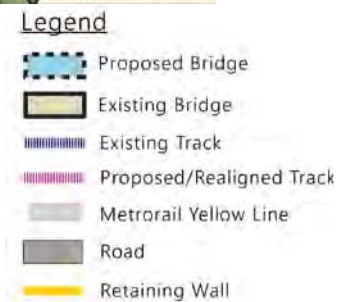 Legend
Proposed Bridge
Existing Bridge
Existing Track
Proposed/Realigned Track
Metrorail Yellow Line
Road
Retaining Wall